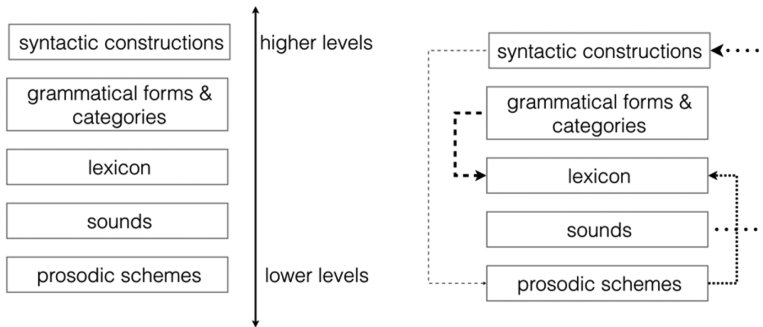 syntactic constructions
grammatical forms &
categories
lexicon
sounds
prosodic schemes
higher levels
lower levels
syntactic constructions
grammatical forms &
categories
lexicon
sounds
prosodic schemes